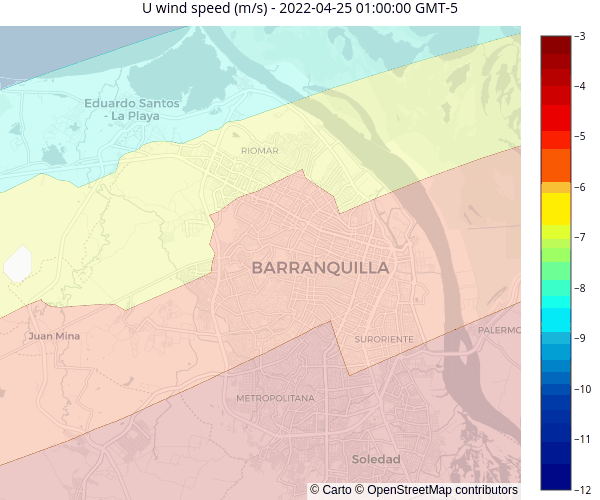 U wind speed (m/s) - 2022-04-25 01:00:00 GMT-5
−3
Eduardo Santos
- La Playa
−4
RIOMAR
−5
−6
−7
BARRANQUILLA
−8
Juan Mina
SURORIENTE
PALERMO
−9
METROPOLITANA
−10
−11
Soledad
−12
© Carto © OpenStreetMap contributors